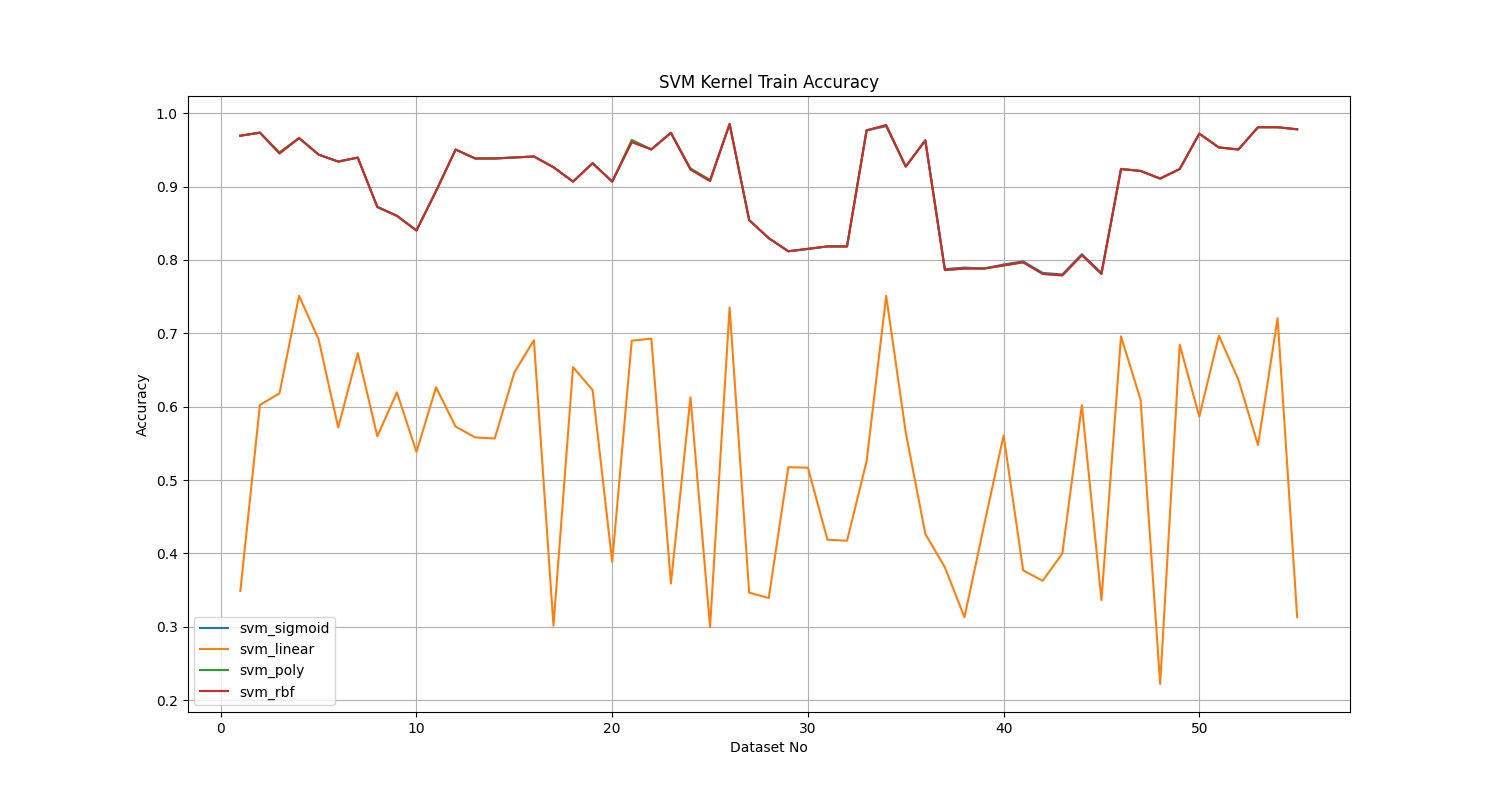 SVM Kernel Train Accuracy
1.0
0.9
0.8
0.7
0.6
0.5
0.4
0.3
0.2
Accuracy
svm_sigmoid
svm_linear
svm_poly
svm_rbf
0 10 20 30 40 50
Dataset No